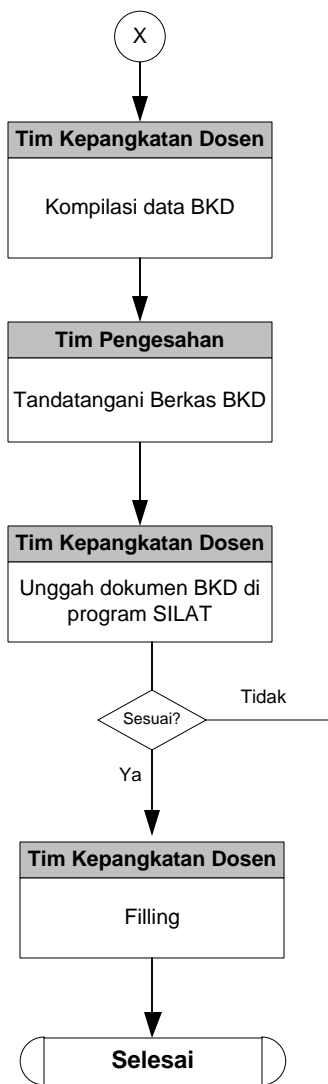 X
Tim Kepangkatan Dosen
Kompilasi data BKD
Tim Pengesahan
Tandatangani Berkas BKD
Tim Kepangkatan Dosen
Unggah dokumen BKD di
program SILAT
Tidak
Sesuai?
Ya
Tim Kepangkatan Dosen
Filling
Selesai